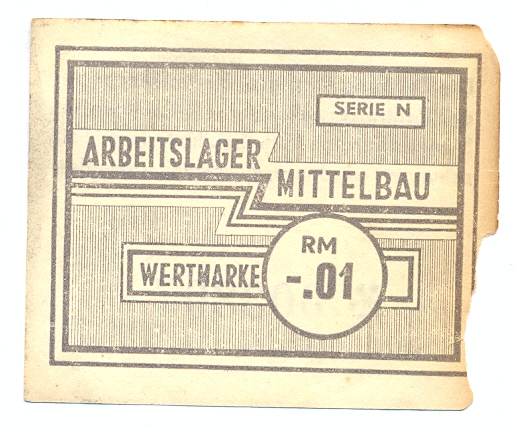 SERIE N
ARBEITSLAGER
MITTELBAU
RM
WERTMARKE -.01